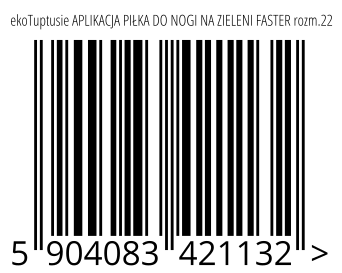 ekoTuptusie APLIKACJA PIŁKA DO NOGI NA ZIELENI FASTER rozm.22
5 904083 421132 >